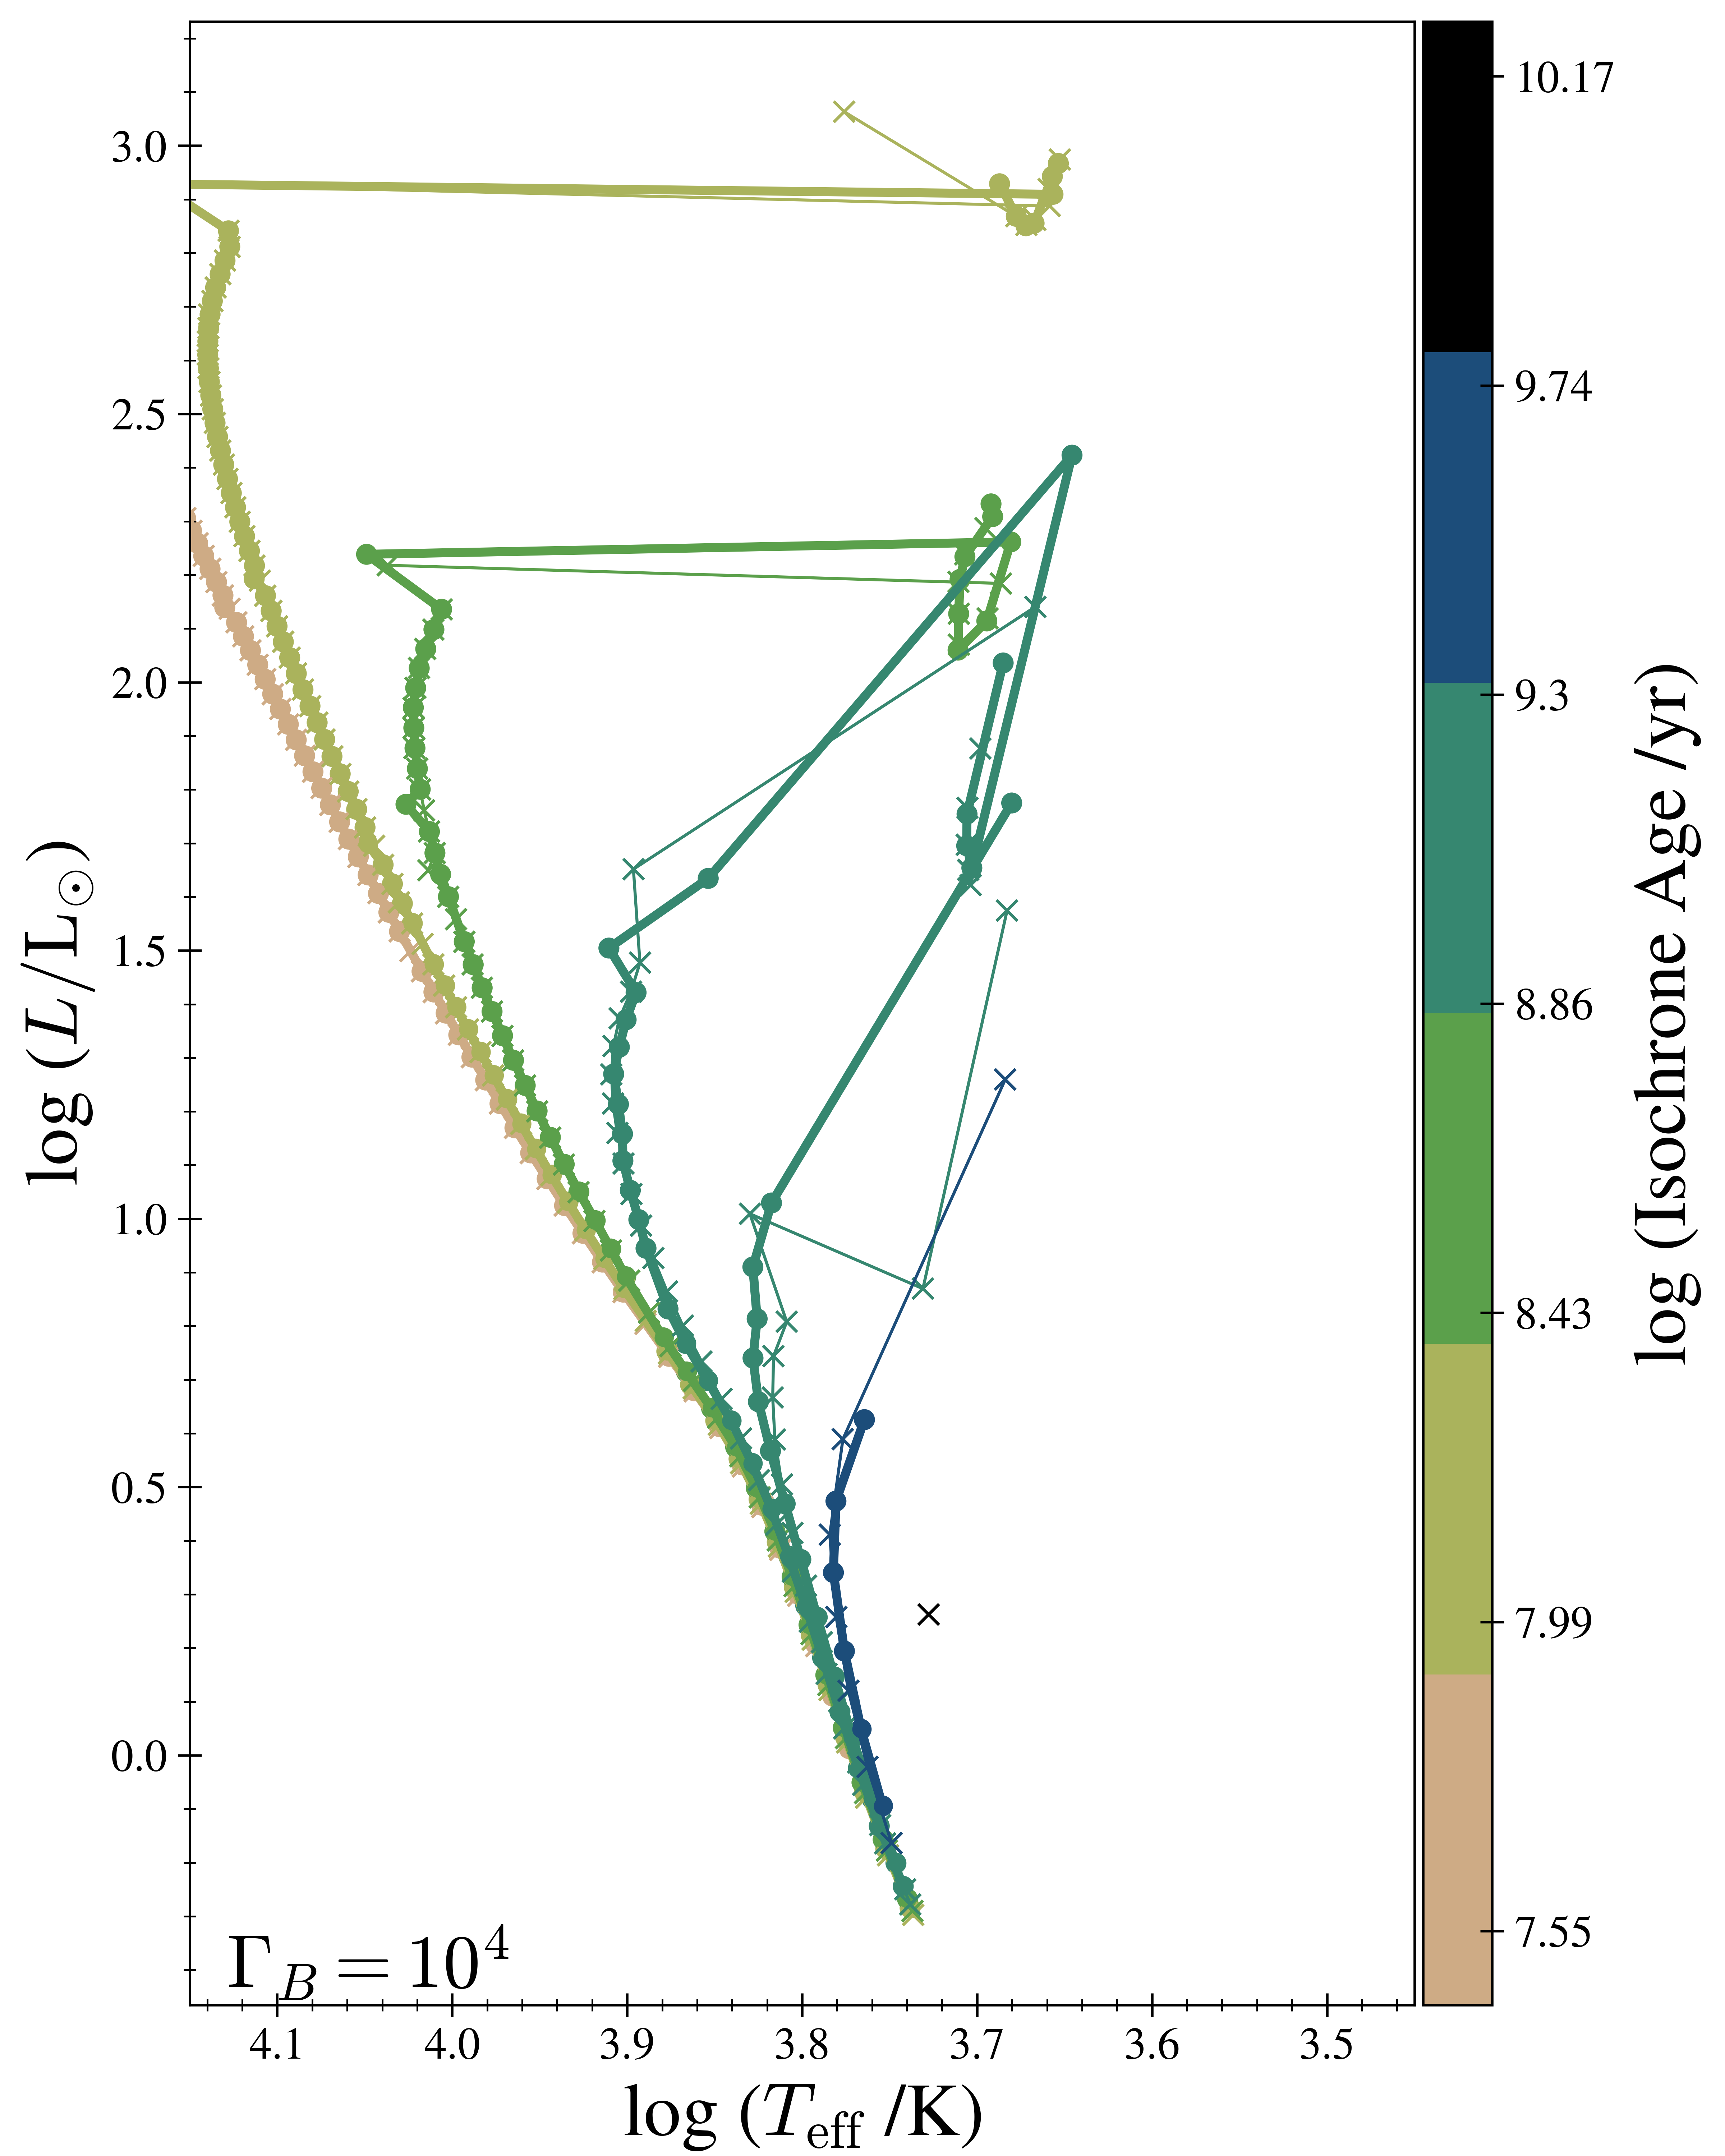 3.0
2.5
2.0
1.5
1.0
0.5
0.0
log (L//L☉)
Γ_B = 10⁴
4.1 4.0 3.9 3.8 3.7 3.6 3.5
log (T_eff /K)
10.17
9.74
9.3
8.86
8.43
7.99
7.55
log (Isochrone Age /yr)